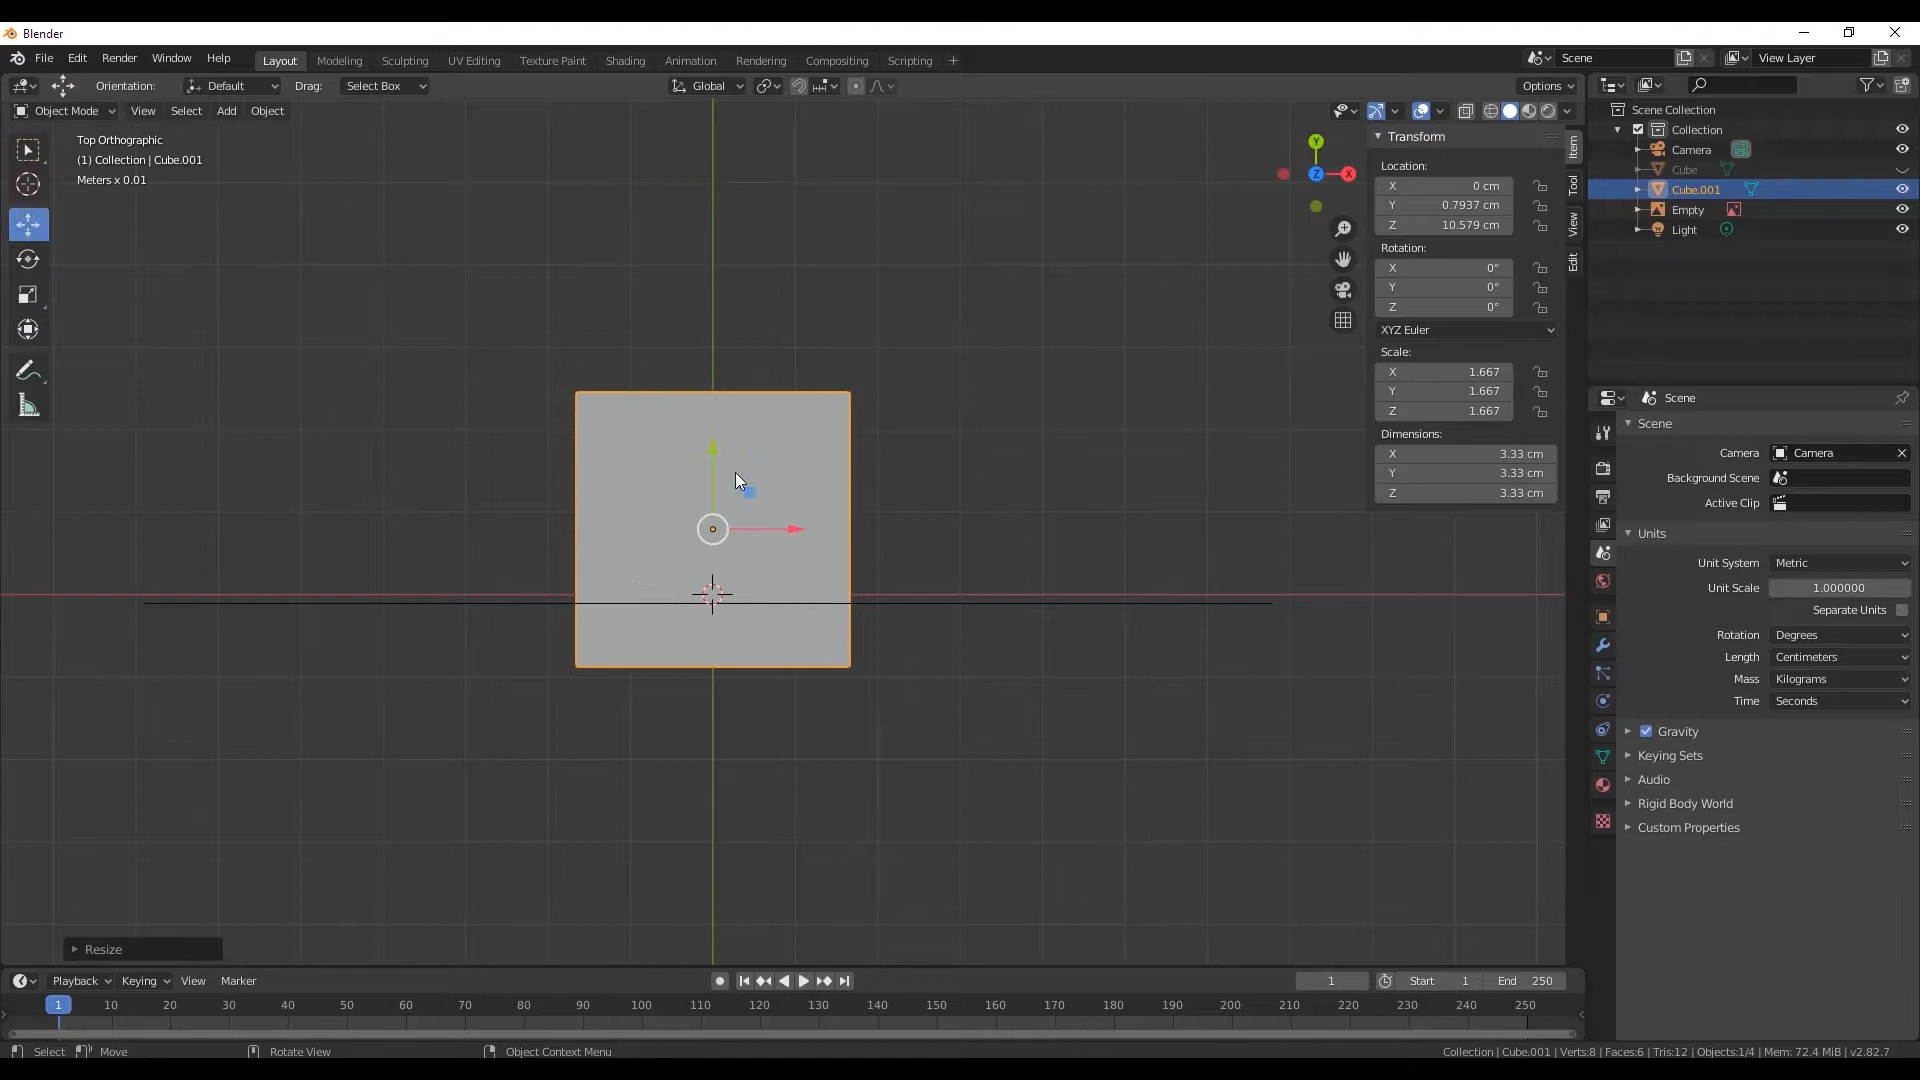 Blender
File Edit Render Window Help Layout Modeling Sculpting UV Editing Texture Paint Shading Animation Rendering Compositing Scripting + Scene View Layer
Orientation: Default Drag: Select Box Global Options
Object Mode View Select Add Object
Top Orthographic
(1) Collection | Cube.001
Meters x 0.01
Y
Z
X
Transform
Location:
X 0 cm
Y 0.7937 cm
Z 10.579 cm
Rotation:
X 0°
Y 0°
Z 0°
XYZ Euler
Scale:
X 1.667
Y 1.667
Z 1.667
Dimensions:
X 3.33 cm
Y 3.33 cm
Z 3.33 cm
Item
Tool
View
Edit
Scene Collection
Collection
Camera
Cube
Cube.001
Empty
Light
Scene
Scene
Camera Camera
Background Scene
Active Clip
Units
Unit System Metric
Unit Scale 1.000000
Separate Units
Rotation Degrees
Length Centimeters
Mass Kilograms
Time Seconds
Gravity
Keying Sets
Audio
Rigid Body World
Custom Properties
Resize
Playback Keying View Marker 1 Start 1 End 250
1 10 20 30 40 50 60 70 80 90 100 110 120 130 140 150 160 170 180 190 200 210 220 230 240 250
Select Move Rotate View Object Context Menu Collection | Cube.001 | Verts:8 | Faces:6 | Tris:12 | Objects:1/4 | Mem: 72.4 MiB | v2.82.7